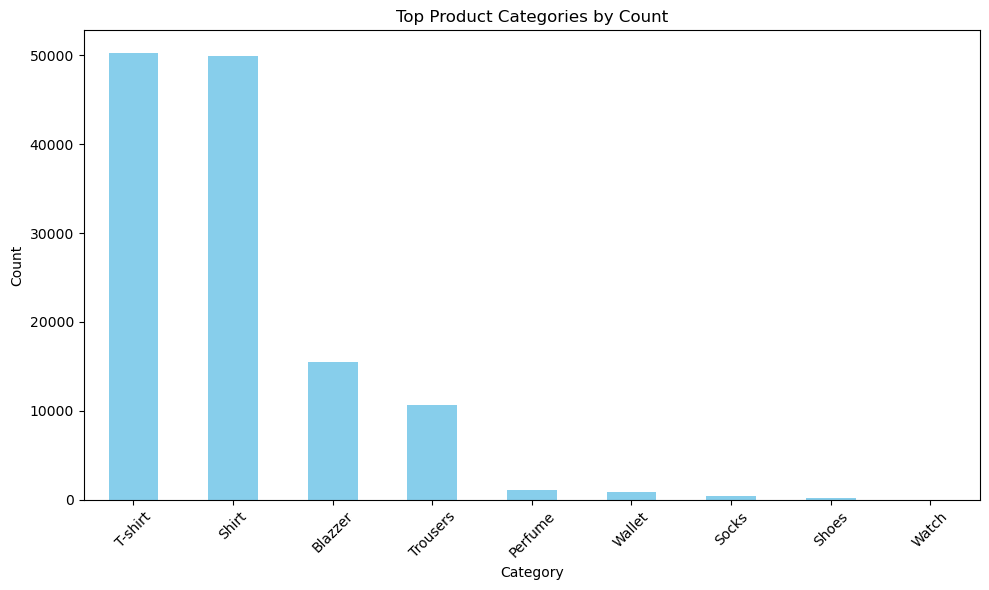 Top Product Categories by Count
50000
40000
30000
20000
10000
0
Count
T-shirt
Shirt
Blazzer
Trousers
Perfume
Wallet
Socks
Shoes
Watch
Category